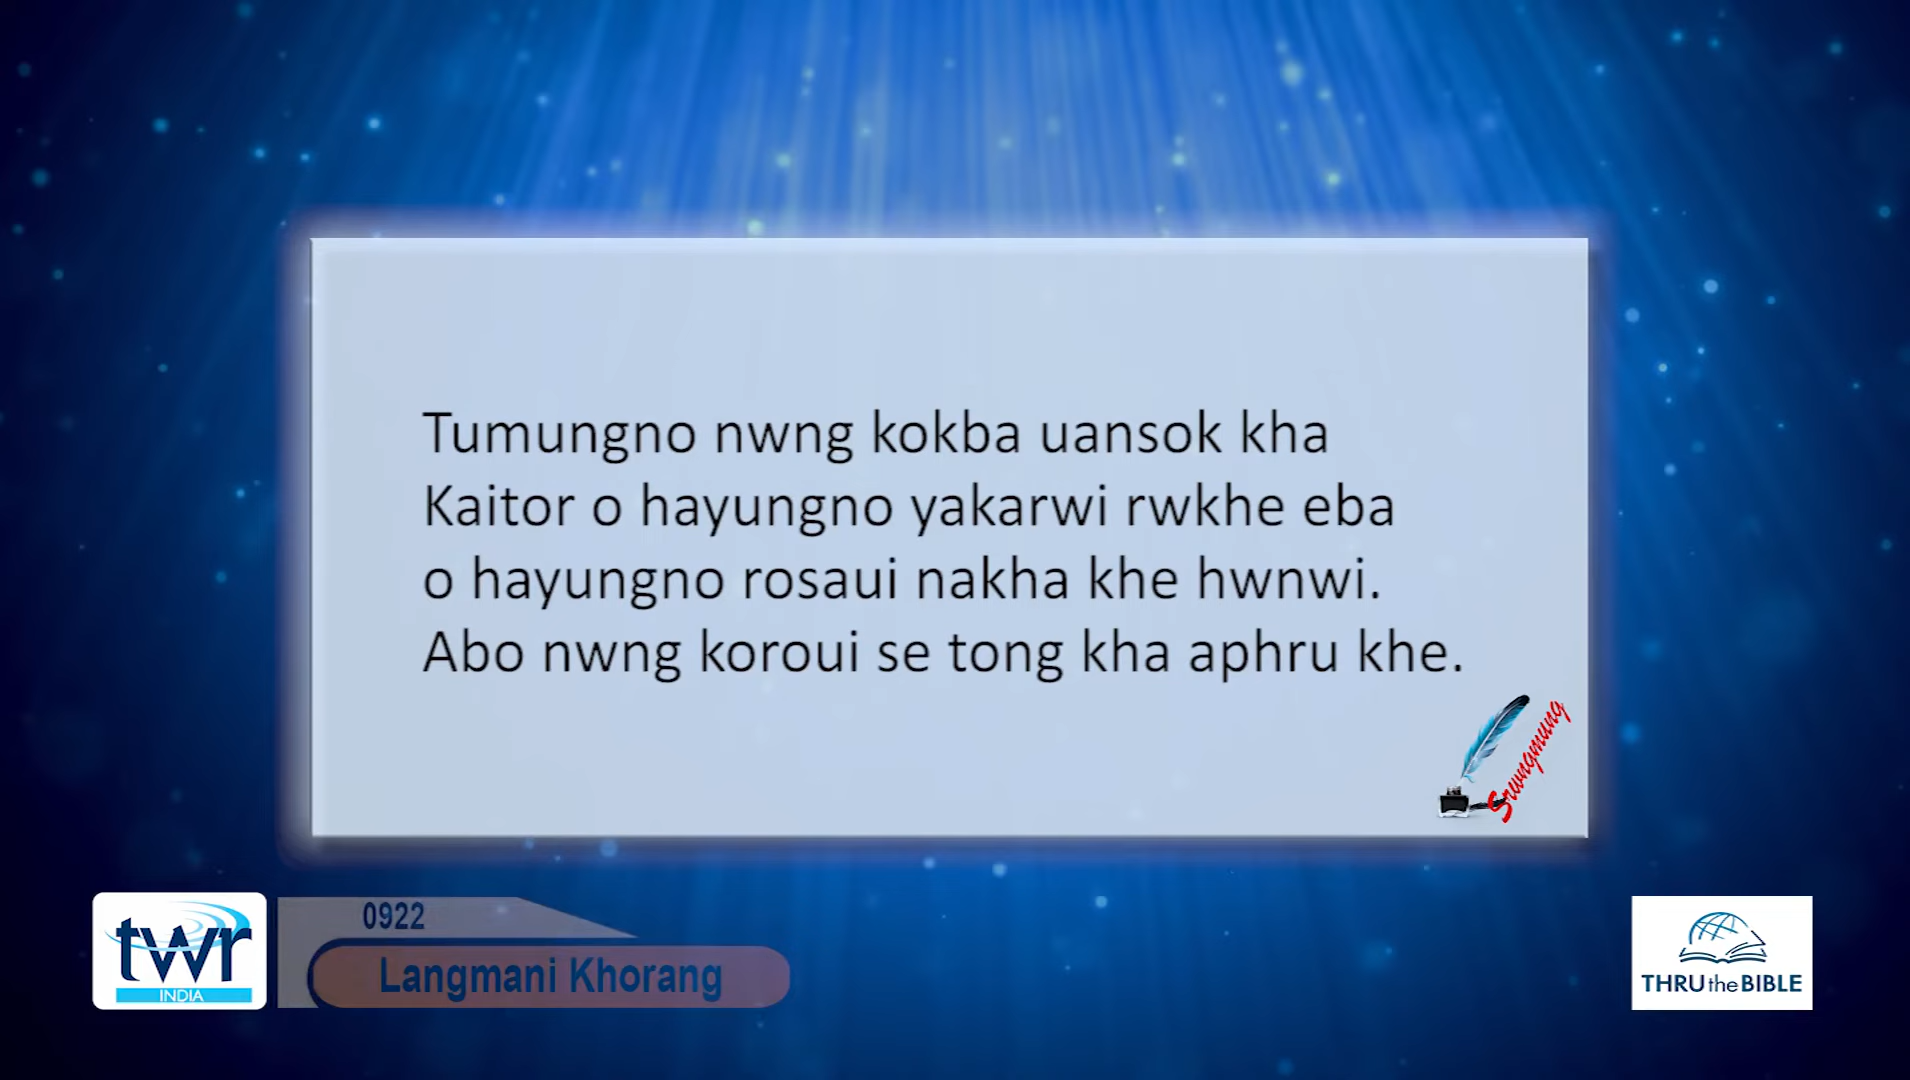 Tumungno nwng kokba uansok kha
Kaitor o hayungno yakarwi rwkhe eba
o hayungno rosaui nakha khe hwnwi.
Abo nwng koroui se tong kha aphru khe.
Srungmung
twr
INDIA
0922
Langmani Khorang
THRU the BIBLE